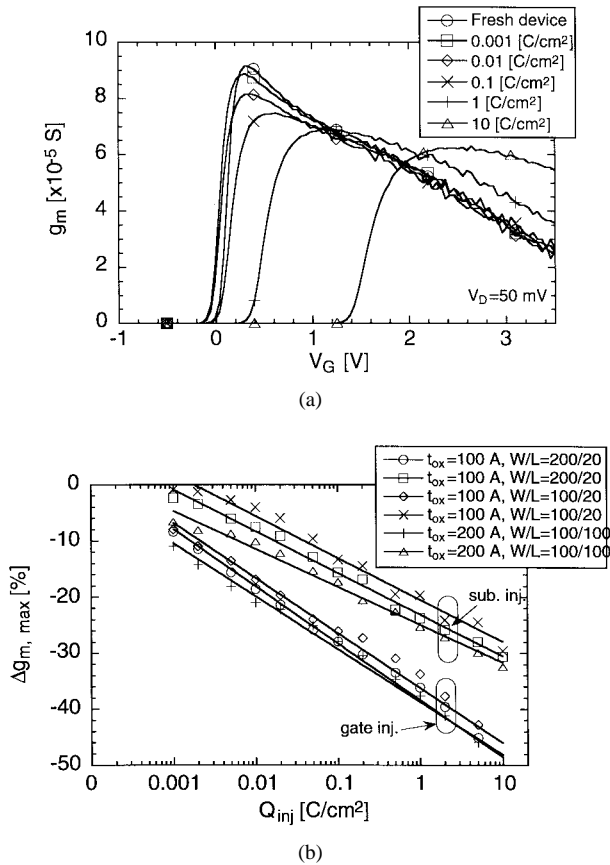 (a)
Fresh device
0.001 [C/cm²]
0.01 [C/cm²]
0.1 [C/cm²]
1 [C/cm²]
10 [C/cm²]
10
8
6
4
2
0
gm [x10-5 S]
VD=50 mV
-1
0
1
2
3
VG [V]
(a)
tox=100 A, W/L=200/20
tox=100 A, W/L=200/20
tox=100 A, W/L=100/20
tox=100 A, W/L=100/20
tox=200 A, W/L=100/100
tox=200 A, W/L=100/100
0
-10
-20
-30
-40
-50
Δgm, max [%]
sub. inj.
gate inj.
0
0.001
0.01
0.1
1
10
Qinj [C/cm²]
(b)